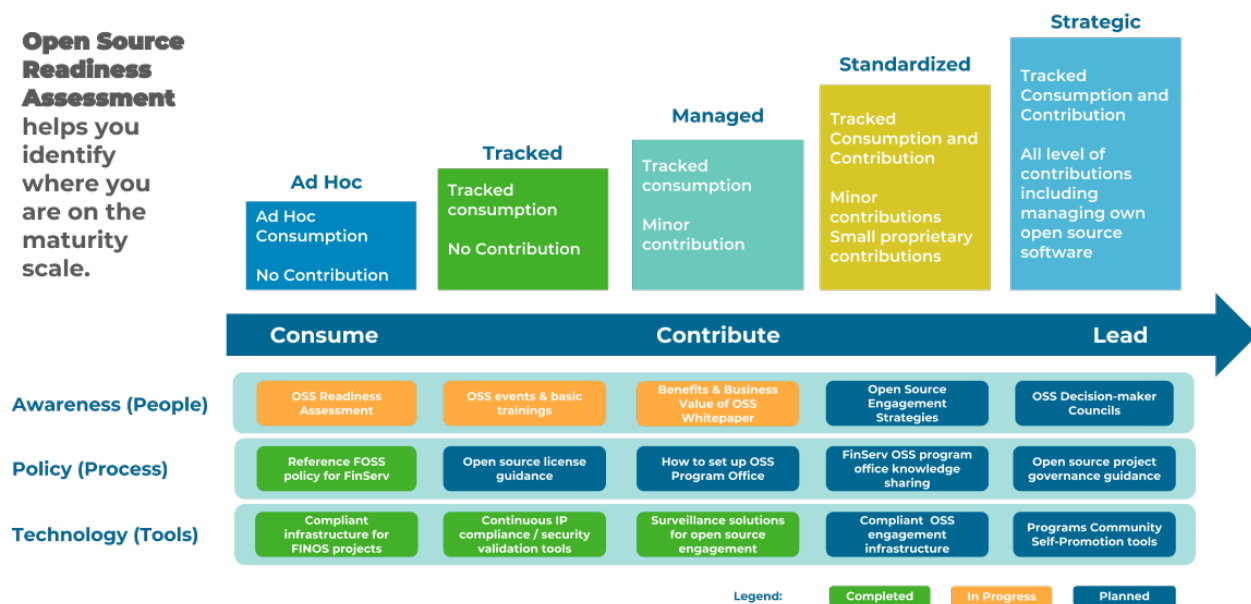 Open Source
Readiness
Assessment
helps you
identify
where you
are on the
maturity
scale.
Ad Hoc
Ad Hoc
Consumption
No Contribution
Tracked
Tracked
consumption
No Contribution
Managed
Tracked
consumption
Minor
contribution
Standardized
Tracked
Consumption and
Contribution
Minor
contributions
Small proprietary
contributions
Strategic
Tracked
Consumption and
Contribution
All level of
contributions
including
managing own
open source
software
Consume
Contribute
Lead
Awareness (People)
OSS Readiness
Assessment
OSS events & basic
trainings
Benefits & Business
Value of OSS
Whitepaper
Open Source
Engagement
Strategies
OSS Decision-maker
Councils
Policy (Process)
Reference FOSS
policy for FinServ
Open source license
guidance
How to set up OSS
Program Office
FinServ OSS program
office knowledge
sharing
Open source project
governance guidance
Technology (Tools)
Compliant
infrastructure for
FINOS projects
Continuous IP
compliance / security
validation tools
Surveillance solutions
for open source
engagement
Compliant OSS
engagement
infrastructure
Programs Community
Self-Promotion tools
Legend:
Completed
In Progress
Planned